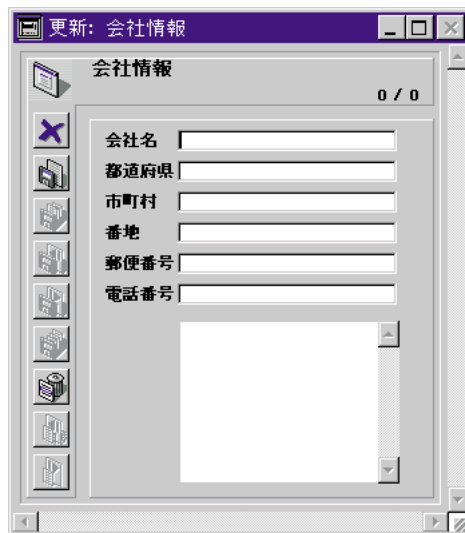 更新: 会社情報
会社情報
0 / 0
会社名
都道府県
市町村
番地
郵便番号
電話番号